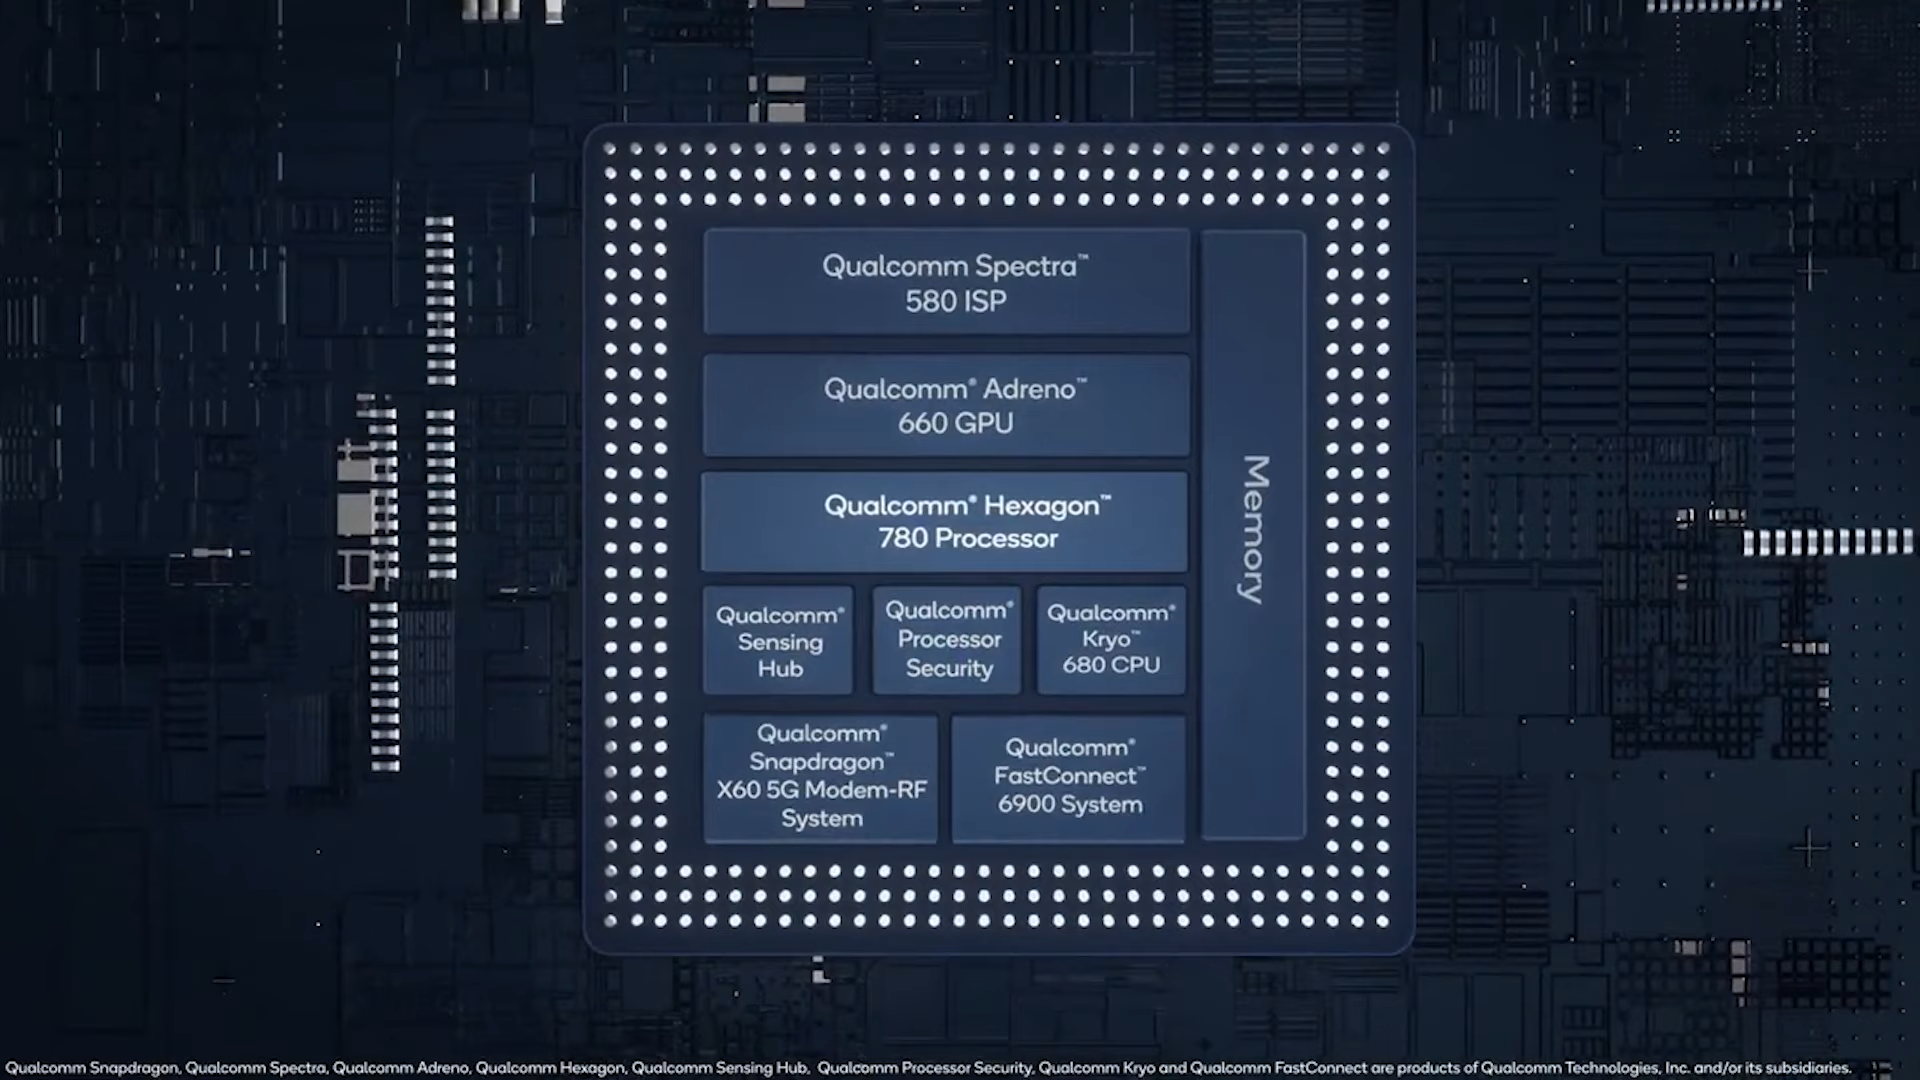 Qualcomm Spectra™
580 ISP
Qualcomm® Adreno™
660 GPU
Qualcomm® Hexagon™
780 Processor
Qualcomm®
Sensing
Hub
Qualcomm®
Processor
Security
Qualcomm®
Kryo™
680 CPU
Qualcomm®
Snapdragon™
X60 5G Modem-RF
System
Qualcomm®
FastConnect™
6900 System
Memory
Qualcomm Snapdragon, Qualcomm Spectra, Qualcomm Adreno, Qualcomm Hexagon, Qualcomm Sensing Hub, Qualcomm Processor Security, Qualcomm Kryo and Qualcomm FastConnect are products of Qualcomm Technologies, Inc. and/or its subsidiaries.